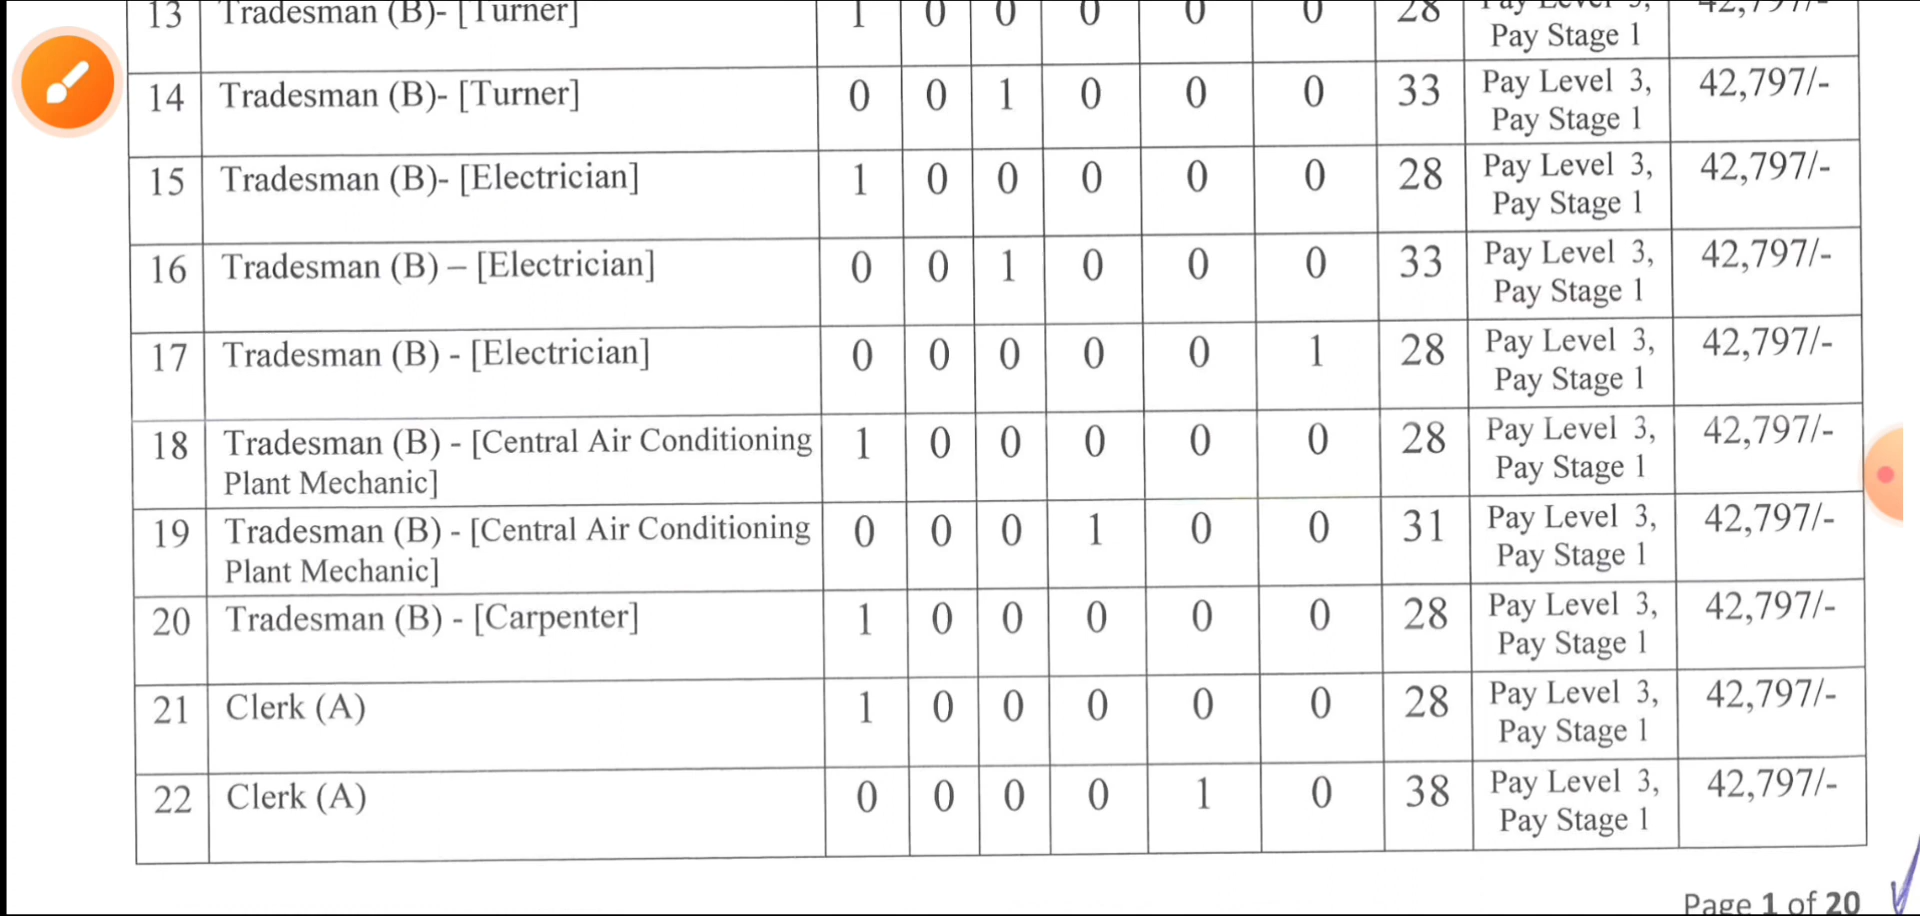 13 Tradesman (B)- [Turner] 1 0 0 0 0 0 28 Pay Level 3, 42,797/-
Pay Stage 1
14 Tradesman (B)- [Turner] 0 0 1 0 0 0 33 Pay Level 3, 42,797/-
Pay Stage 1
15 Tradesman (B)- [Electrician] 1 0 0 0 0 0 28 Pay Level 3, 42,797/-
Pay Stage 1
16 Tradesman (B) – [Electrician] 0 0 1 0 0 0 33 Pay Level 3, 42,797/-
Pay Stage 1
17 Tradesman (B) - [Electrician] 0 0 0 0 0 1 28 Pay Level 3, 42,797/-
Pay Stage 1
18 Tradesman (B) - [Central Air Conditioning 1 0 0 0 0 0 28 Pay Level 3, 42,797/-
Plant Mechanic] Pay Stage 1
19 Tradesman (B) - [Central Air Conditioning 0 0 0 1 0 0 31 Pay Level 3, 42,797/-
Plant Mechanic] Pay Stage 1
20 Tradesman (B) - [Carpenter] 1 0 0 0 0 0 28 Pay Level 3, 42,797/-
Pay Stage 1
21 Clerk (A) 1 0 0 0 0 0 28 Pay Level 3, 42,797/-
Pay Stage 1
22 Clerk (A) 0 0 0 0 1 0 38 Pay Level 3, 42,797/-
Pay Stage 1
Page 1 of 20